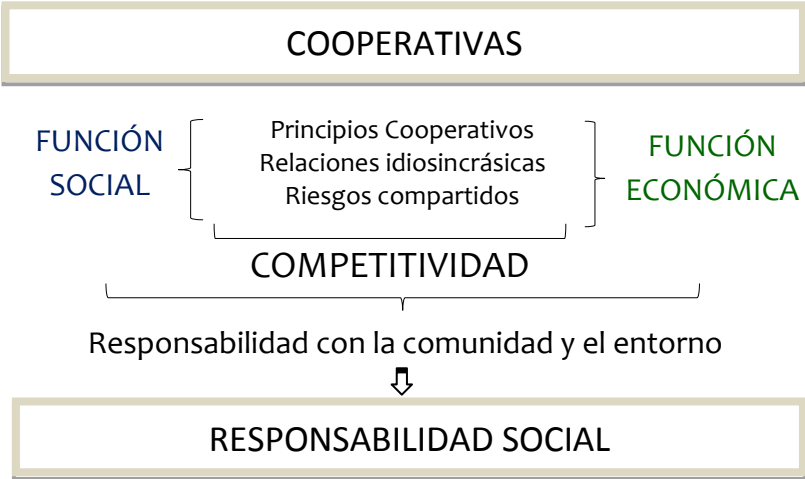 COOPERATIVAS
FUNCIÓN
SOCIAL
Principios Cooperativos
Relaciones idiosincrásicas
Riesgos compartidos
FUNCIÓN
ECONÓMICA
COMPETITIVIDAD
Responsabilidad con la comunidad y el entorno
RESPONSABILIDAD SOCIAL